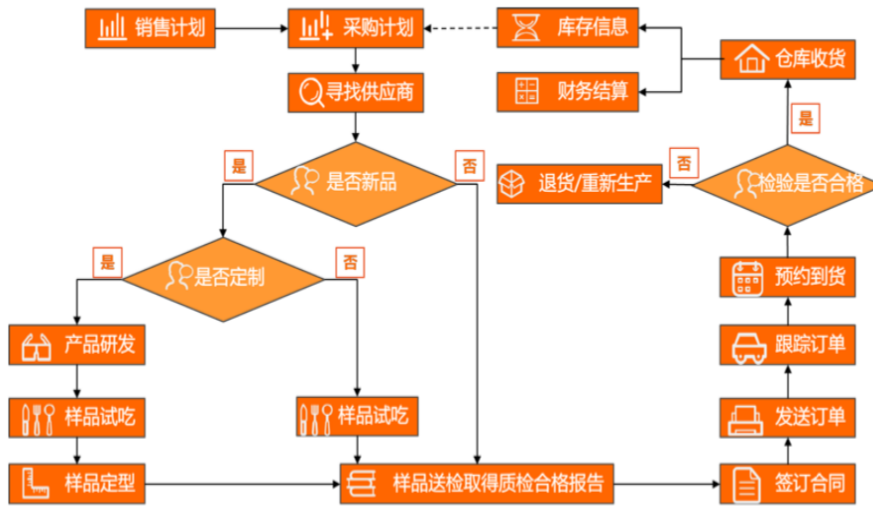 销售计划
采购计划
库存信息
仓库收货
寻找供应商
财务结算
是
是
否
是否新品
否
退货/重新生产
检验是否合格
是
否
是否定制
预约到货
产品研发
跟踪订单
样品试吃
样品试吃
发送订单
样品定型
样品送检取得质检合格报告
签订合同